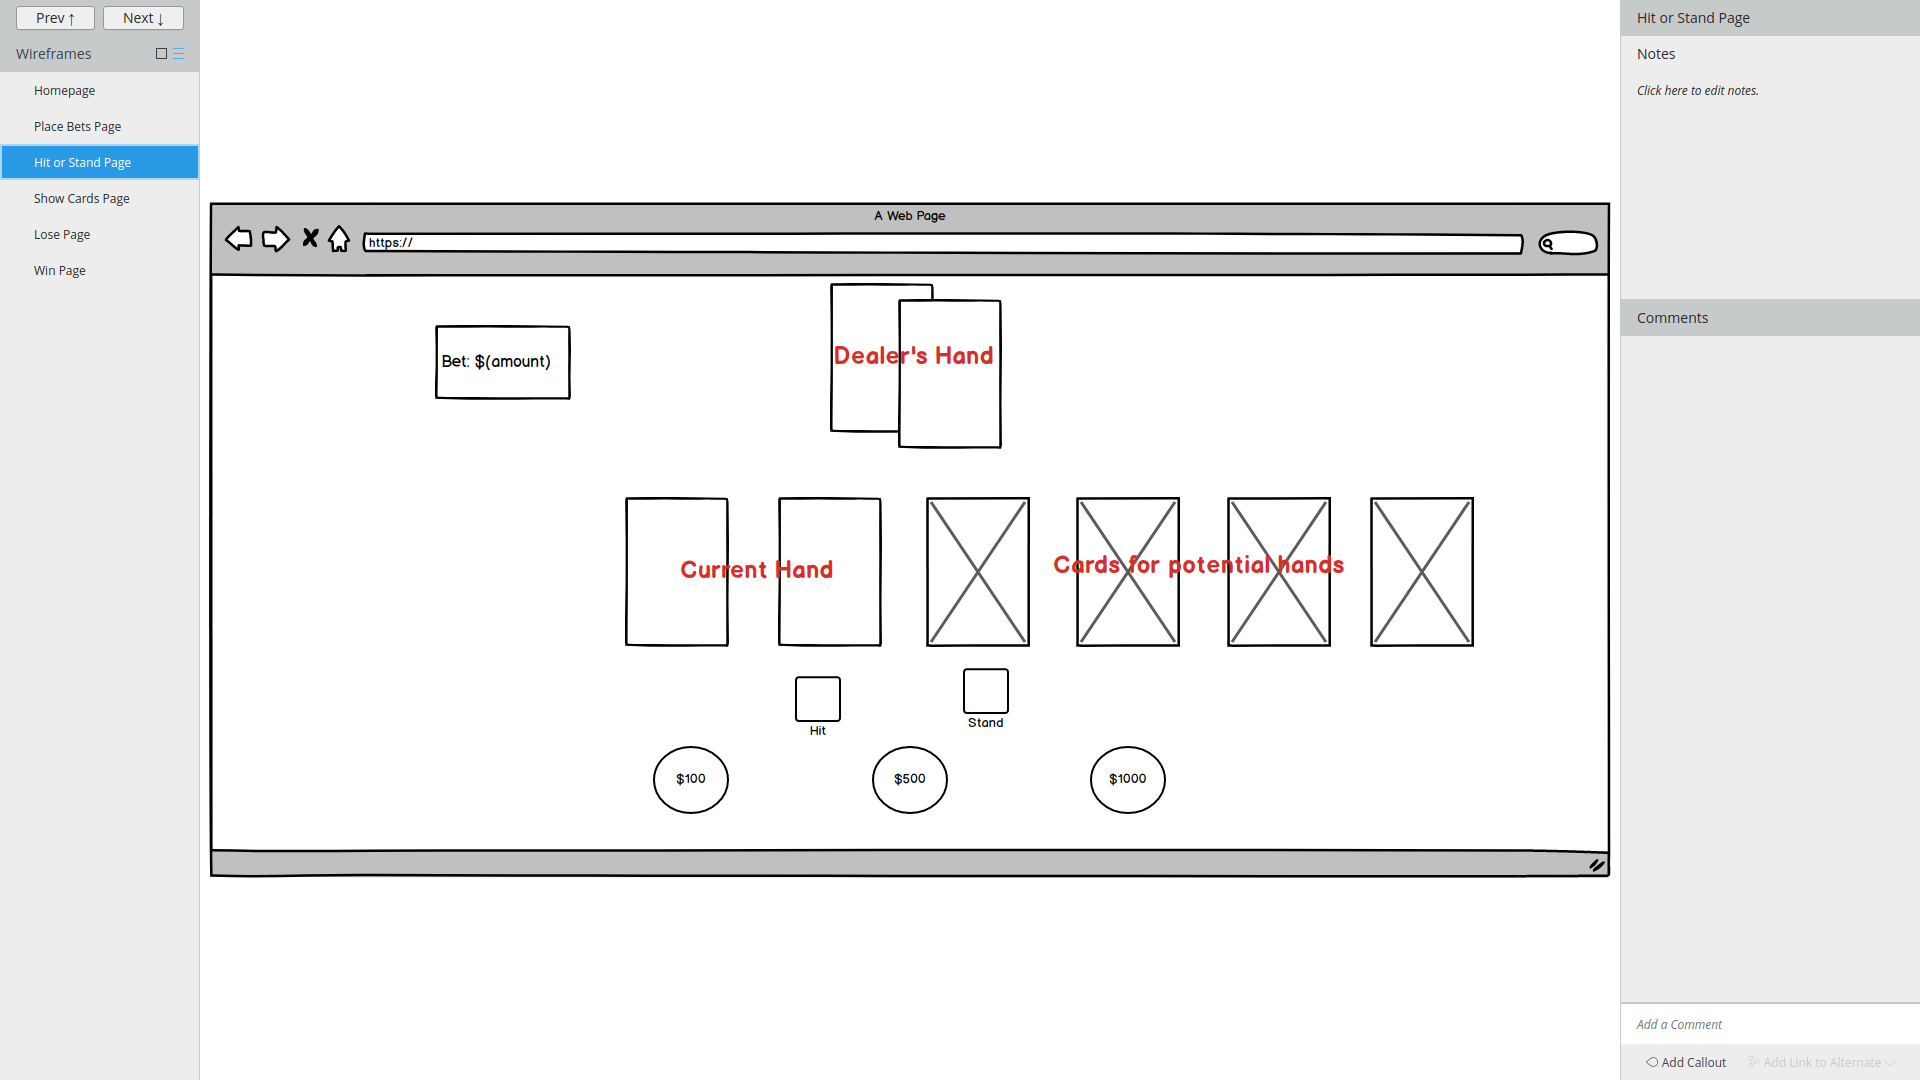 Prev ↑
Next ↓
Wireframes
Homepage
Place Bets Page
Hit or Stand Page
Show Cards Page
Lose Page
Win Page
A Web Page
https://
Bet: $(amount)
Dealer's Hand
Current Hand
Cards for potential hands
Hit
Stand
$100
$500
$1000
Hit or Stand Page
Notes
Click here to edit notes.
Comments
Add a Comment
Add Callout
Add Link to Alternate